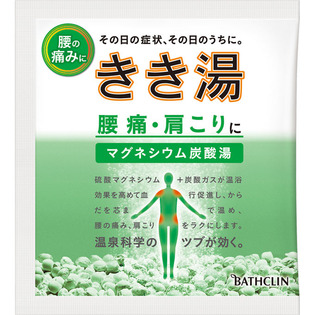 腰の
痛みに
その日の症状、その日のうちに。
きき湯
腰痛・肩こりに
マグネシウム炭酸湯
硫酸マグネシウム+炭酸ガスが温浴
効果を高めて血行促進し、から
だを芯まで温め、
腰の痛み、肩こりをラクにします。
温泉科学のツブが効く。
BATHCLIN